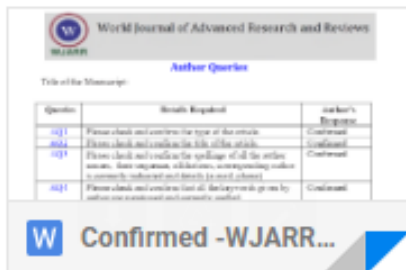 World Journal of Advanced Research and Reviews
WJARR
Author Queries
Title of the Manuscript:
Queries Details Required Author's Response
AQ1 Please check and confirm the type of the article. Confirmed
AQ2 Please check and confirm the title of the article. Confirmed
AQ3 Please check and confirm the spellings of all the author Confirmed
AQ4 Please check and confirm that all the keywords given by Confirmed
W Confirmed -WJARR...